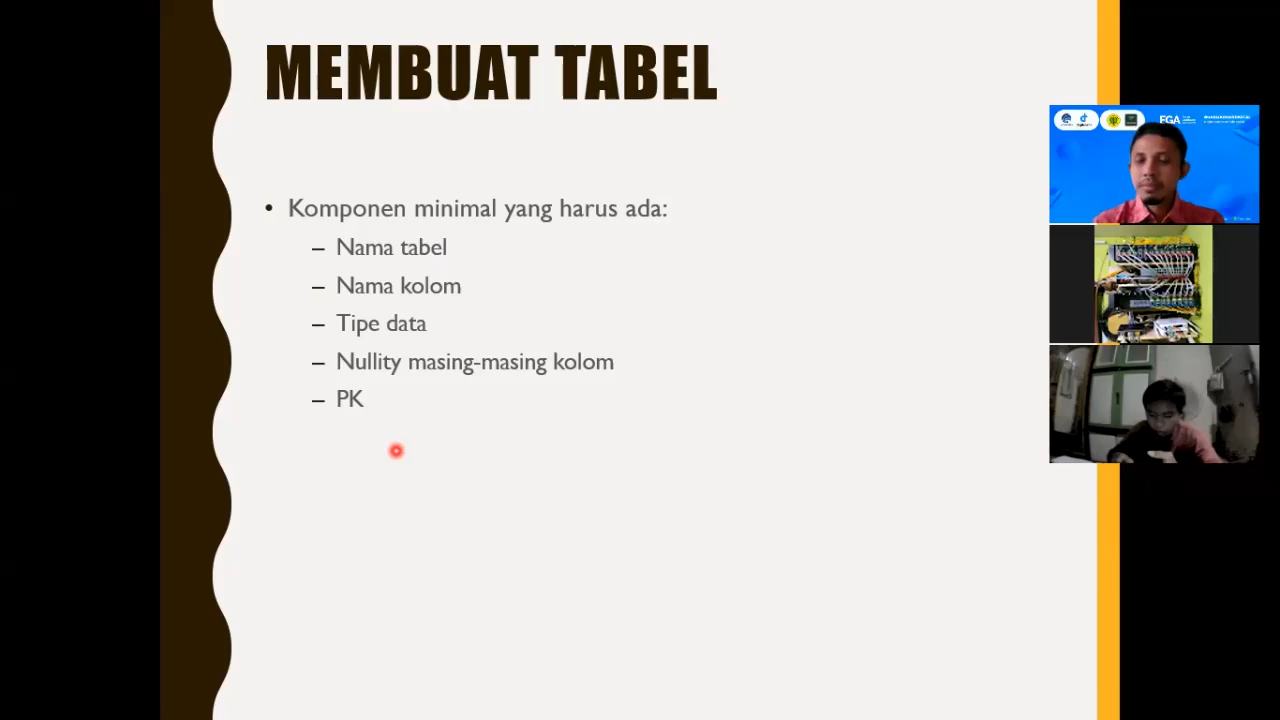 MEMBUAT TABEL
• Komponen minimal yang harus ada:
– Nama tabel
– Nama kolom
– Tipe data
– Nullity masing-masing kolom
– PK
FGA